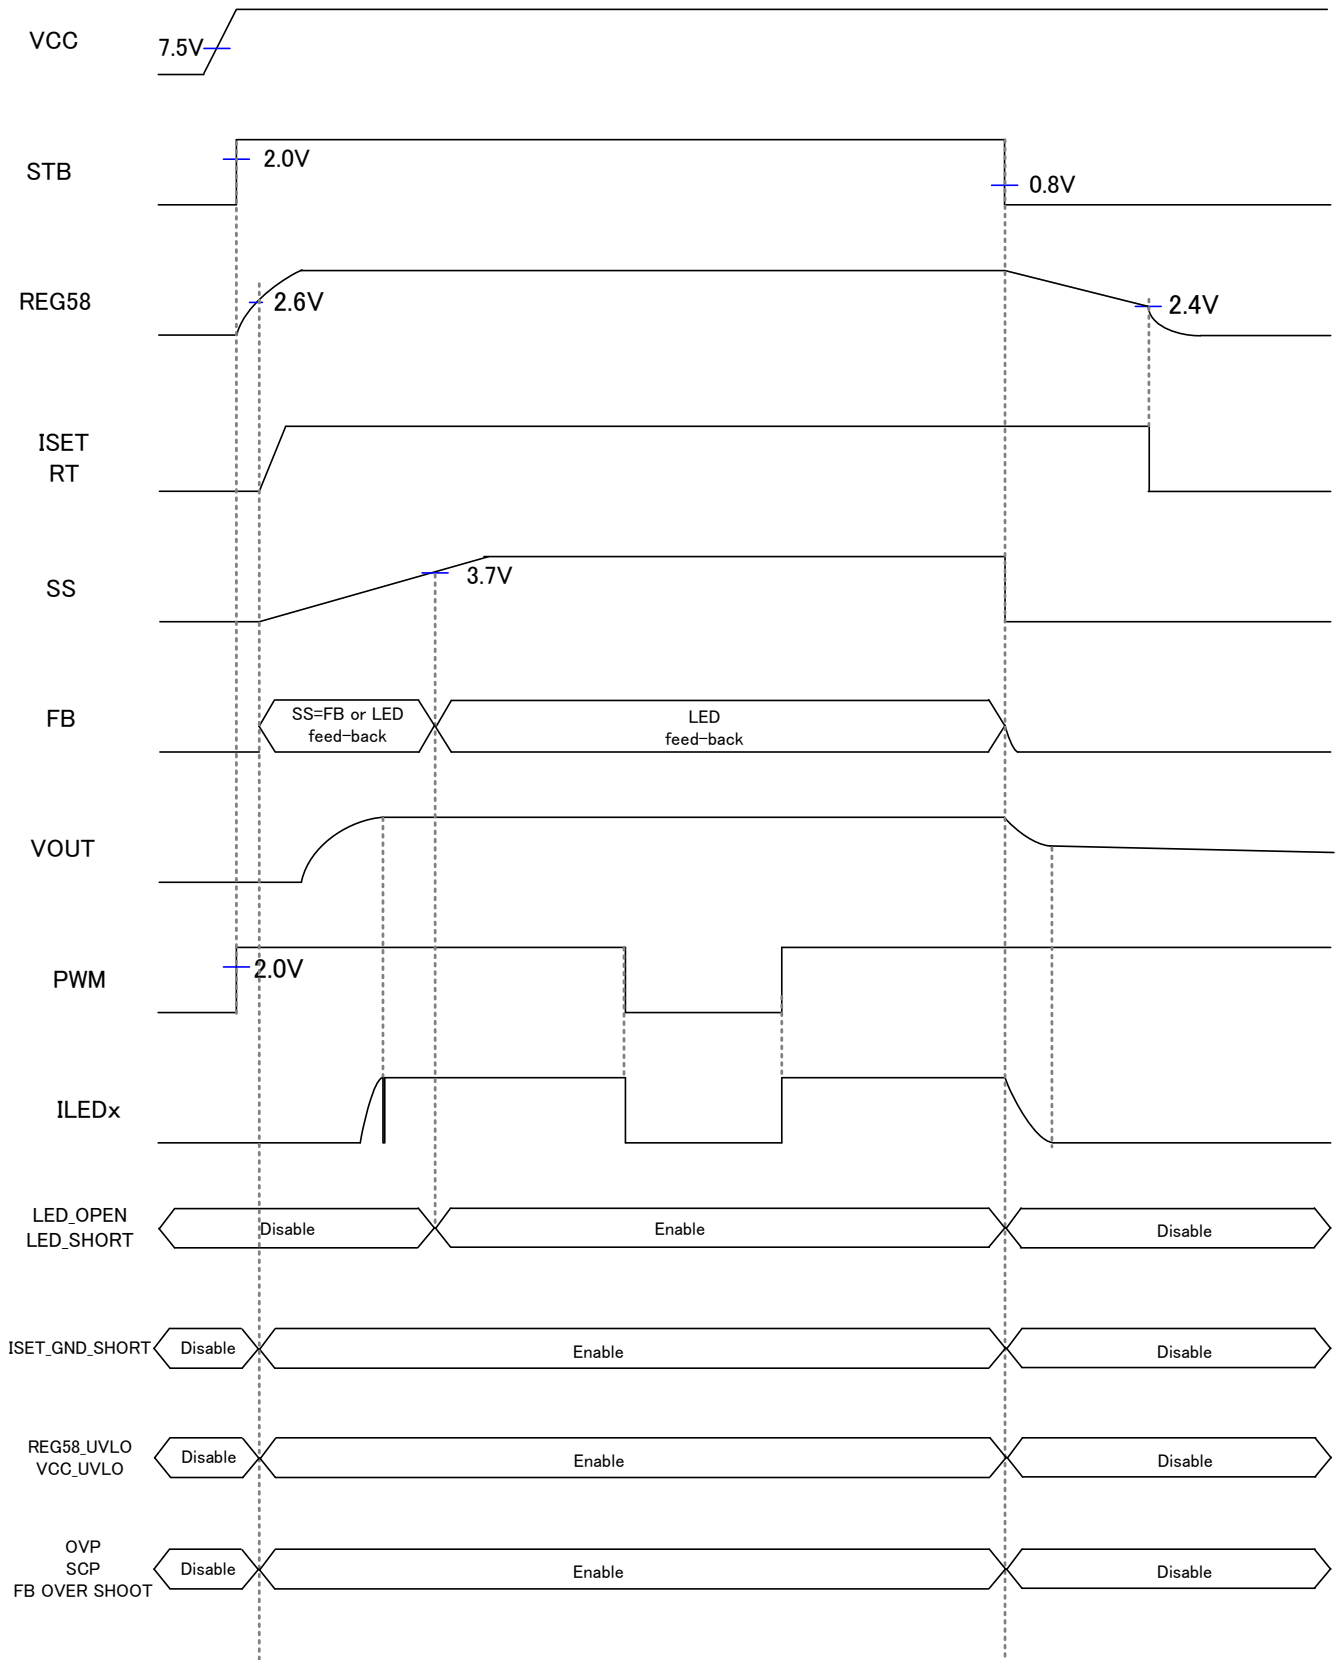 VCC
7.5V
STB
2.0V
0.8V
REG58
2.6V
2.4V
ISET
RT
SS
3.7V
FB
SS=FB or LED
feed-back
LED
feed-back
VOUT
PWM
2.0V
ILEDx
LED_OPEN
LED_SHORT
Disable
Enable
Disable
ISET_GND_SHORT
Disable
Enable
Disable
REG58_UVLO
VCC_UVLO
Disable
Enable
Disable
OVP
SCP
FB OVER SHOOT
Disable
Enable
Disable